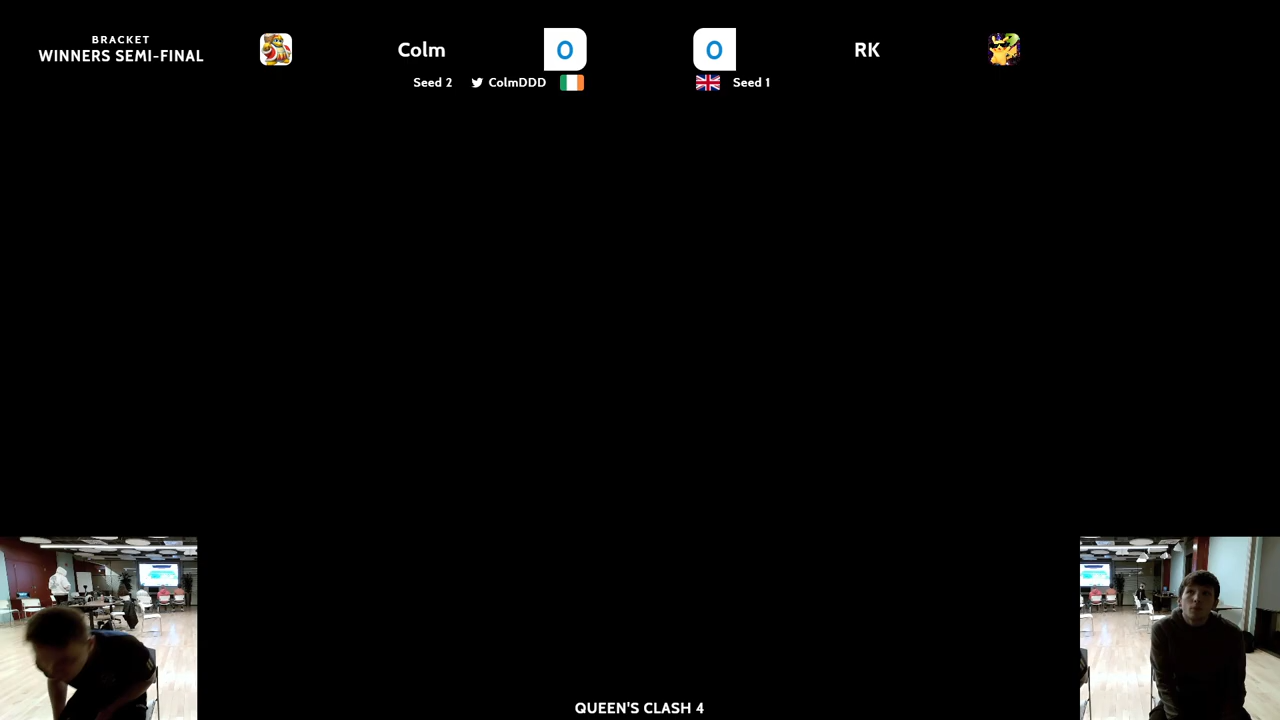 BRACKET
WINNERS SEMI-FINAL
Colm
0
0
RK
Seed 2
ColmDDD
Seed 1
QUEEN'S CLASH 4